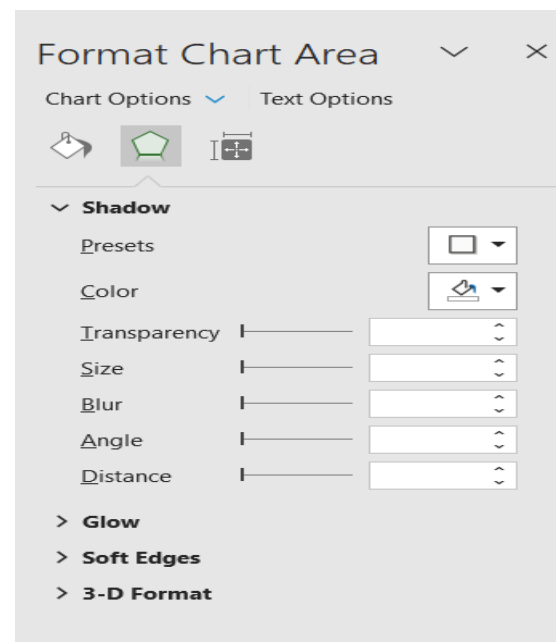 Format Chart Area
Chart Options Text Options
Shadow
Presets
Color
Transparency
Size
Blur
Angle
Distance
Glow
Soft Edges
3-D Format